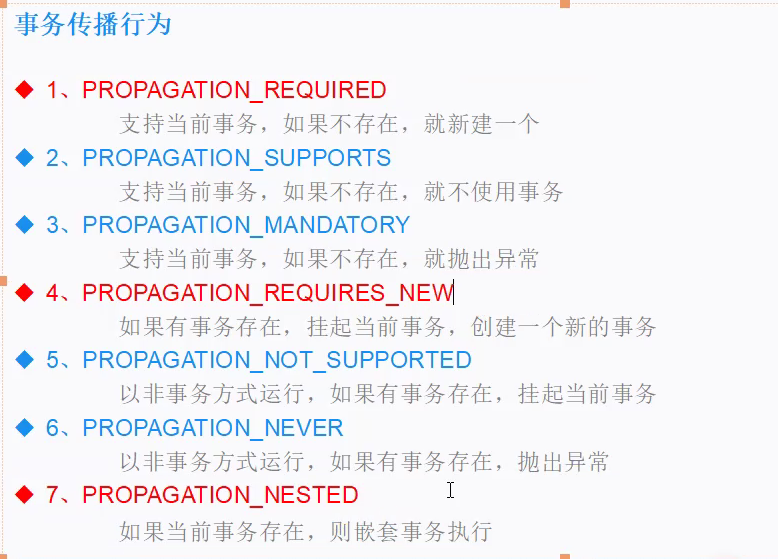 事务传播行为
◆ 1、PROPAGATION_REQUIRED
支持当前事务，如果不存在，就新建一个
◆ 2、PROPAGATION_SUPPORTS
支持当前事务，如果不存在，就不使用事务
◆ 3、PROPAGATION_MANDATORY
支持当前事务，如果不存在，就抛出异常
◆ 4、PROPAGATION_REQUIRES_NEW
如果有事务存在，挂起当前事务，创建一个新的事务
◆ 5、PROPAGATION_NOT_SUPPORTED
以非事务方式运行，如果有事务存在，挂起当前事务
◆ 6、PROPAGATION_NEVER
以非事务方式运行，如果有事务存在，抛出异常
◆ 7、PROPAGATION_NESTED
如果当前事务存在，则嵌套事务执行